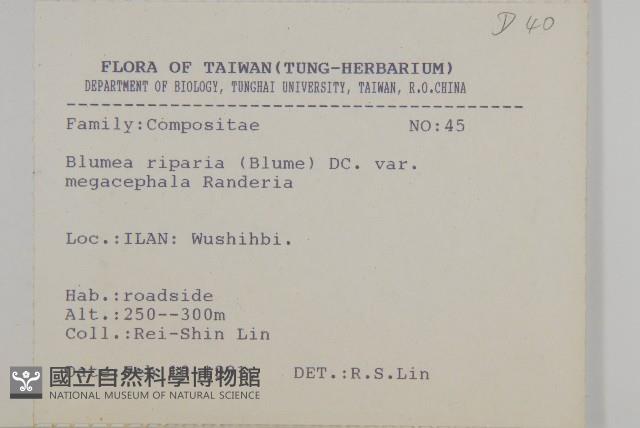 D 40
FLORA OF TAIWAN(TUNG-HERBARIUM)
DEPARTMENT OF BIOLOGY, TUNGHAI UNIVERSITY, TAIWAN, R.O.CHINA
Family:Compositae NO:45
Blumea riparia (Blume) DC. var.
megacephala Randeria
Loc.:ILAN: Wushihbi.
Hab.:roadside
Alt.:250--300m
Coll.:Rei-Shin Lin
DET.:R.S.Lin
國立自然科學博物館
NATIONAL MUSEUM OF NATURAL SCIENCE